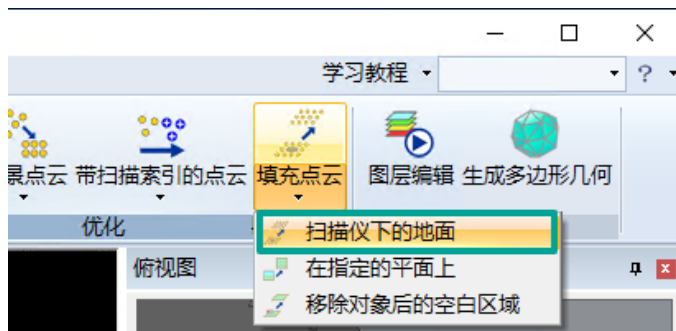 学习教程
?
景点云 带扫描索引的点云 填充点云 图层编辑 生成多边形几何
优化
扫描仪下的地面
俯视图
在指定的平面上
移除对象后的空白区域